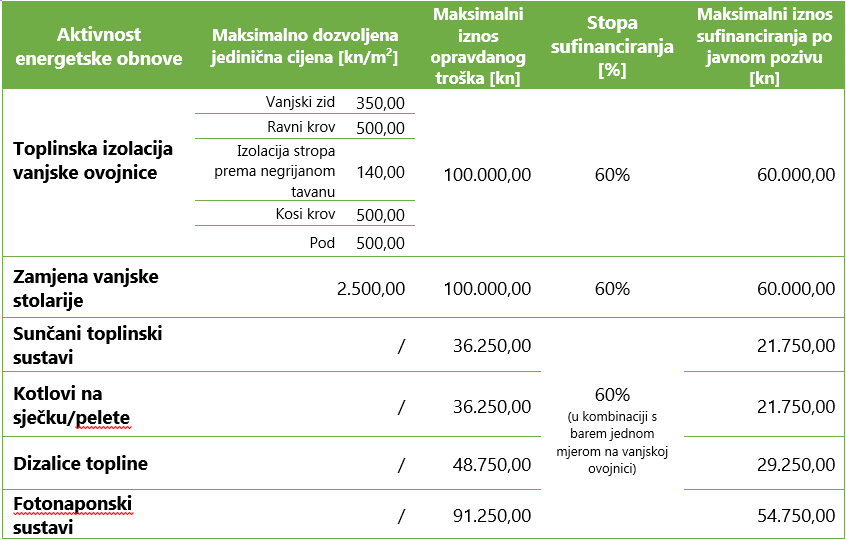 Aktivnost
energetske obnove
Maksimalno dozvoljena
jedinična cijena [kn/m²]
Maksimalni
iznos
opravdanog
troška [kn]
Stopa
sufinanciranja
[%]
Maksimalni iznos
sufinanciranja po
javnom pozivu
[kn]
Toplinska izolacija
vanjske ovojnice
Vanjski zid 350,00
Ravni krov 500,00
Izolacija stropa
prema negrijanom
tavanu
140,00
Kosi krov 500,00
Pod 500,00
100.000,00
60%
60.000,00
Zamjena vanjske
stolarije
2.500,00
100.000,00
60%
60.000,00
Sunčani toplinski
sustavi
/
36.250,00
60%
(u kombinaciji s
barem jednom
mjerom na vanjskoj
ovojnici)
21.750,00
Kotlovi na
sječku/pelete
/
36.250,00
21.750,00
Dizalice topline
/
48.750,00
29.250,00
Fotonaponski
sustavi
/
91.250,00
54.750,00